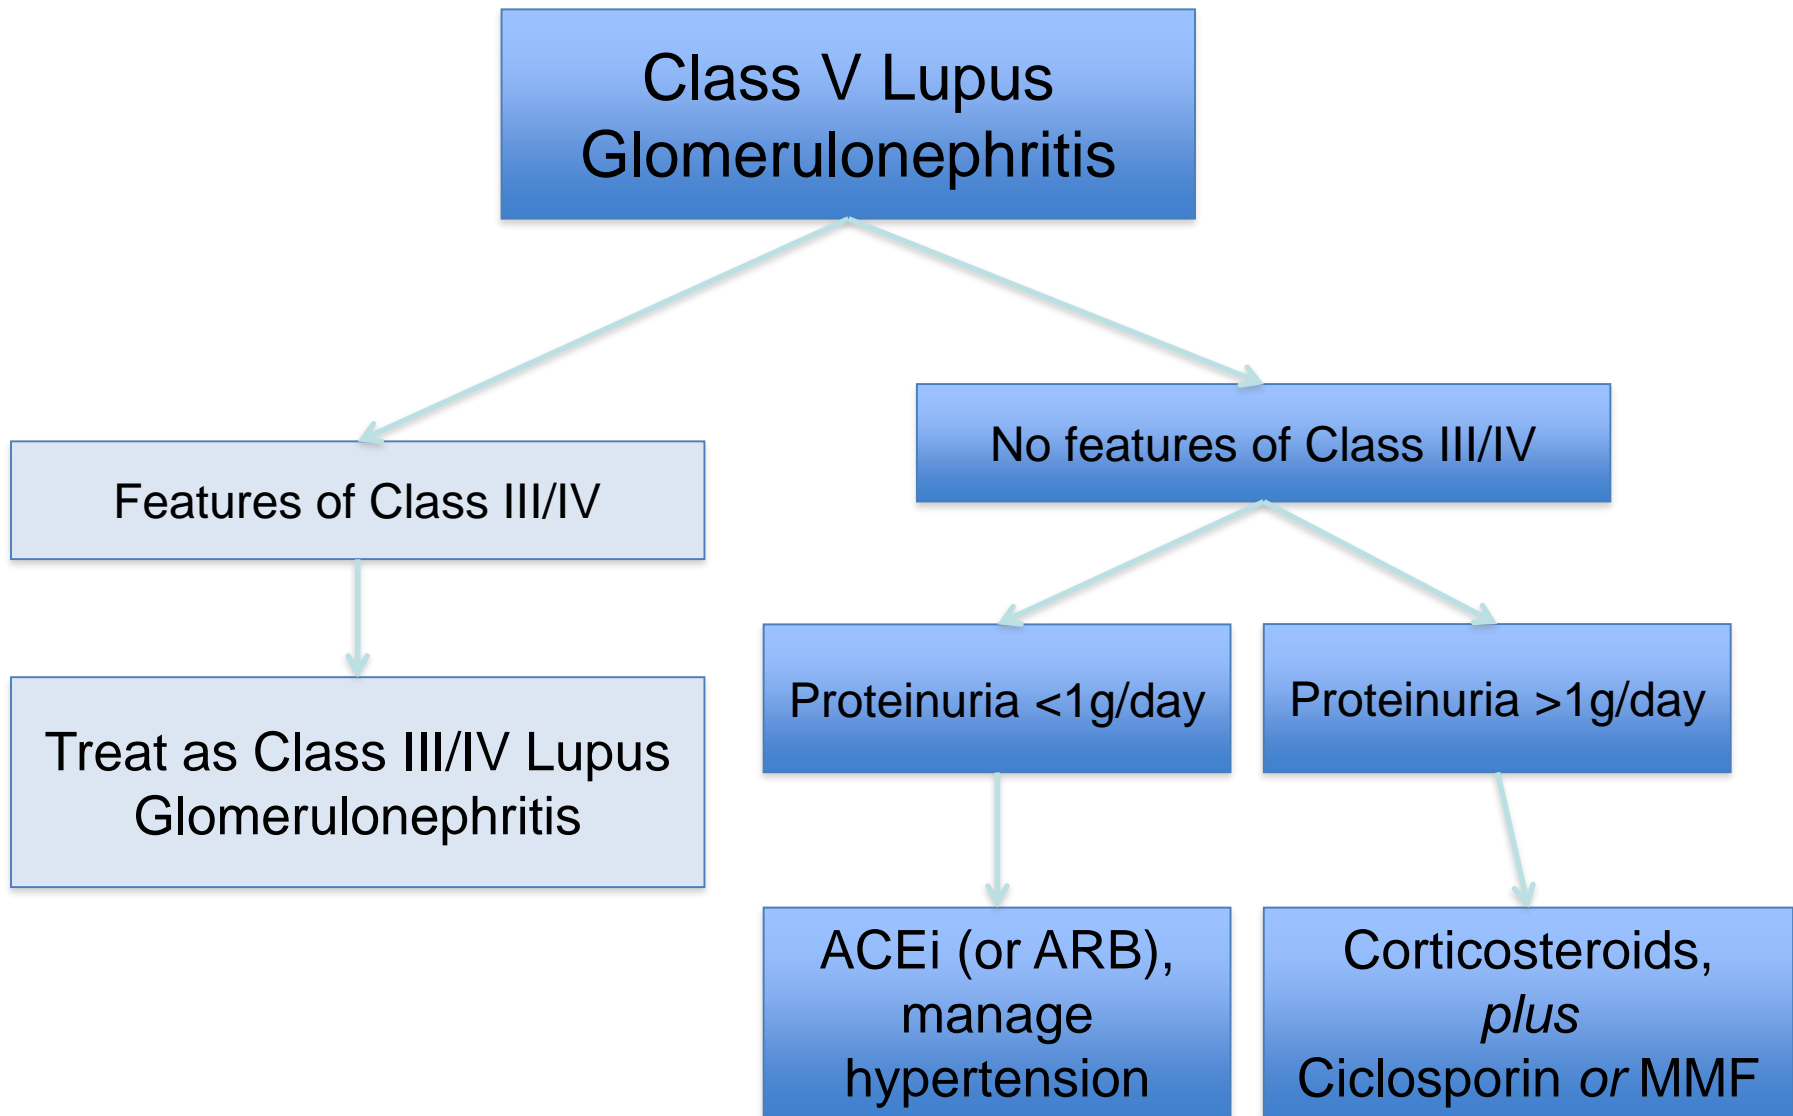 Class V Lupus
Glomerulonephritis
No features of Class III/IV
Features of Class III/IV
Proteinuria <1g/day
Proteinuria >1g/day
Treat as Class III/IV Lupus
Glomerulonephritis
ACEi (or ARB),
manage
hypertension
Corticosteroids,
plus
Ciclosporin or MMF